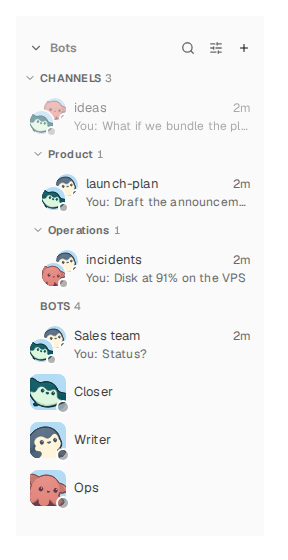 Bots
CHANNELS 3
ideas 2m
You: What if we bundle the pl...
Product 1
launch-plan 2m
You: Draft the announcem...
Operations 1
incidents 2m
You: Disk at 91% on the VPS
BOTS 4
Sales team 2m
You: Status?
Closer
Writer
Ops